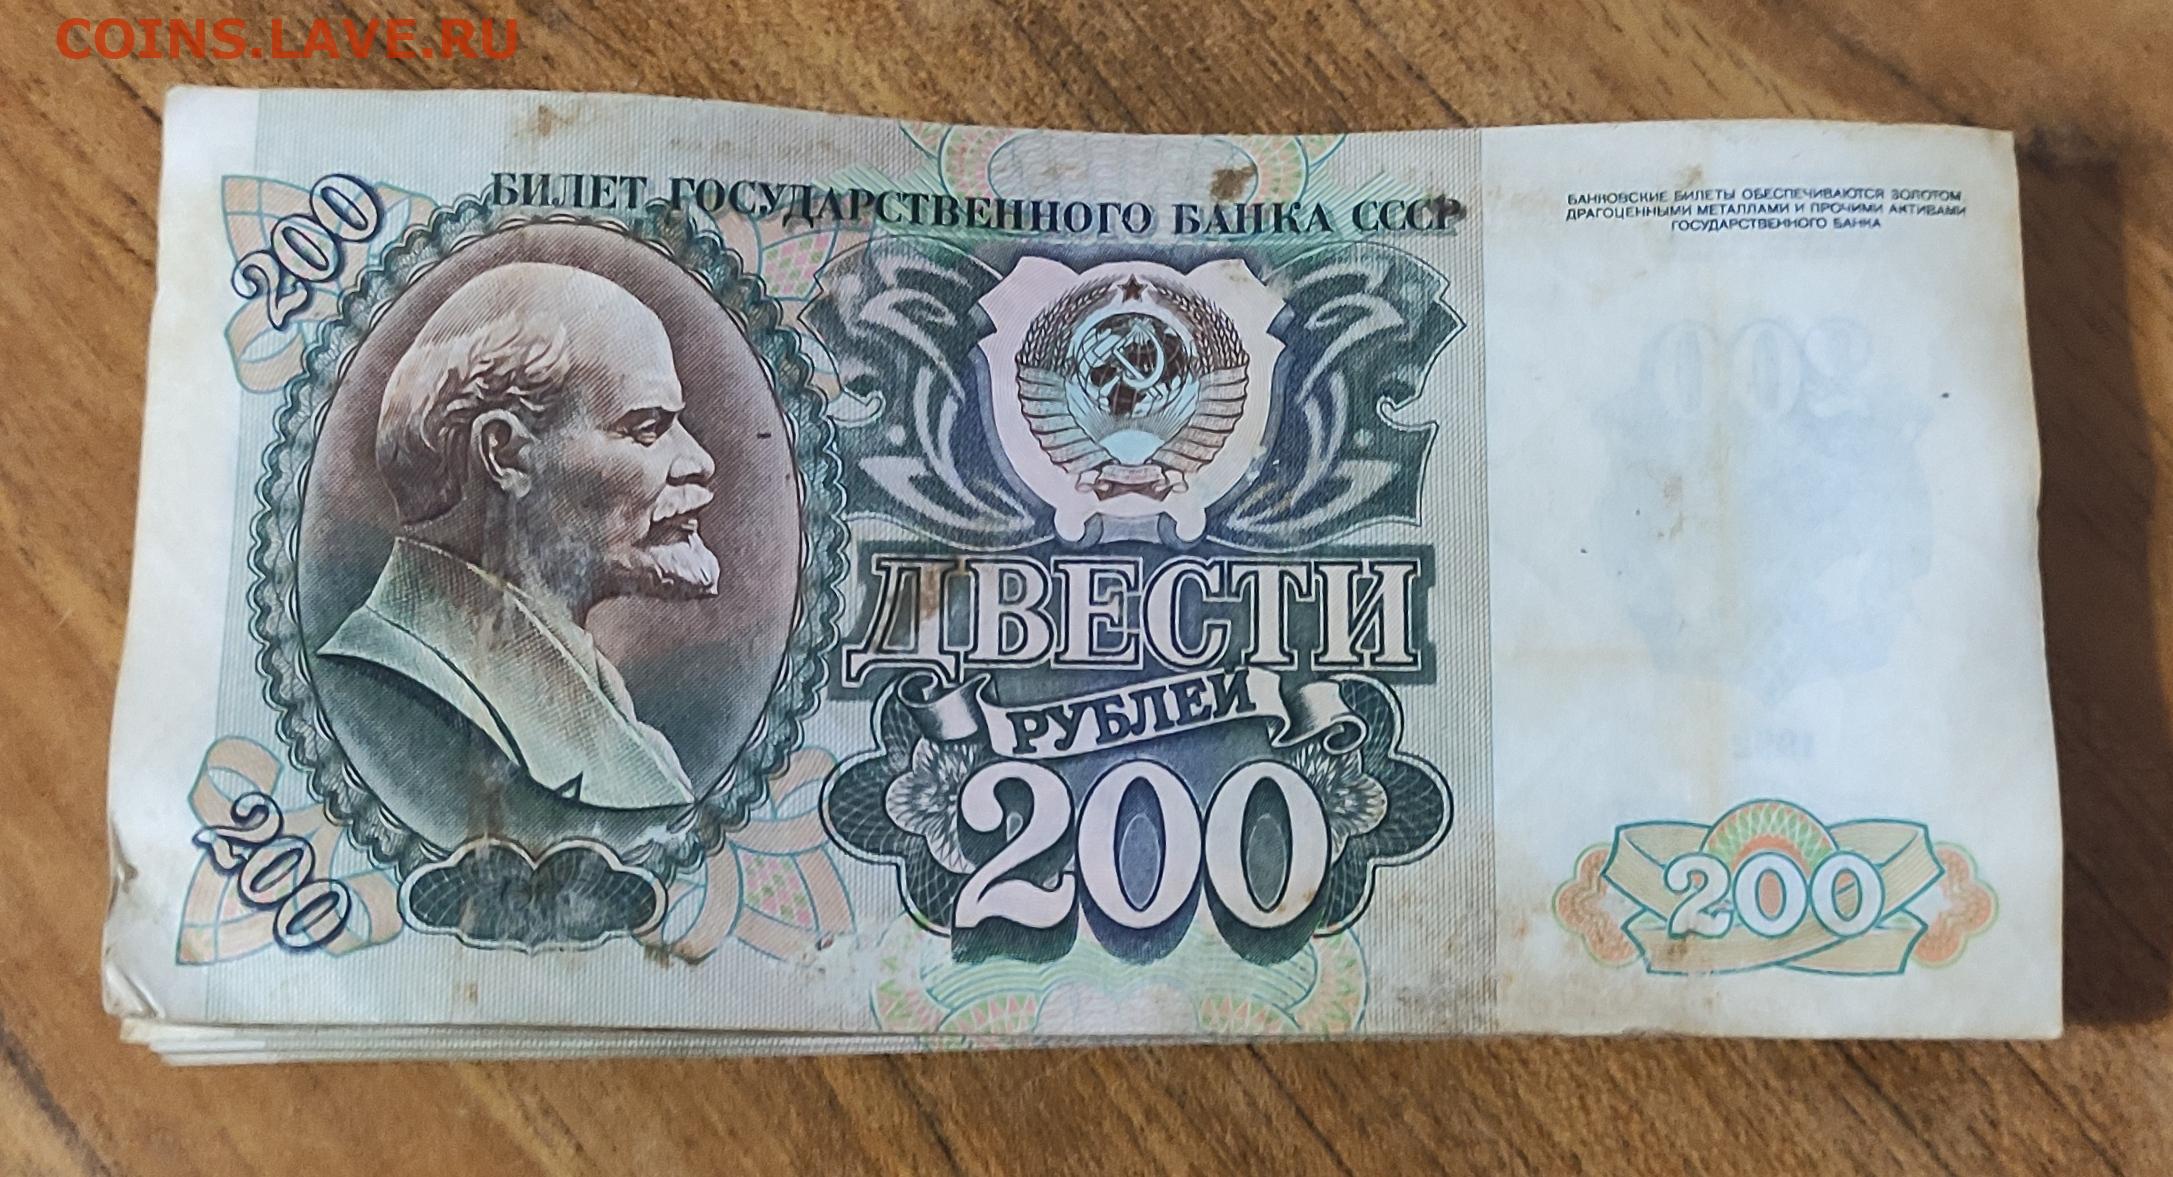 COINS.LAVE.RU
БИЛЕТ ГОСУДАРСТВЕННОГО БАНКА СССР
БАНКОВСКИЕ БИЛЕТЫ ОБЕСПЕЧИВАЮТСЯ ЗОЛОТОМ
ДРАГОЦЕННЫМИ МЕТАЛЛАМИ И ПРОЧИМИ АКТИВАМИ
ГОСУДАРСТВЕННОГО БАНКА
200
ДВЕСТИ
РУБЛЕЙ
200
200
200